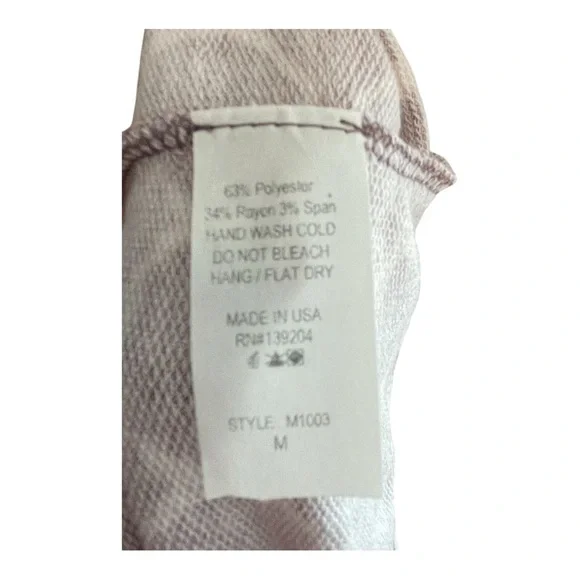 63% Polyester
34% Rayon 3% Span
HAND WASH COLD
DO NOT BLEACH
HANG / FLAT DRY
MADE IN USA
RN#139204
STYLE: M1003
M